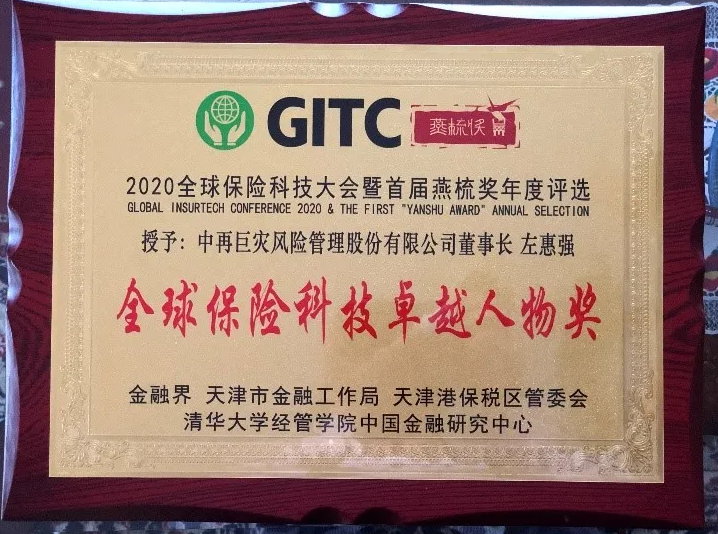 GITC 燕梳奖
2020全球保险科技大会暨首届燕梳奖年度评选
GLOBAL INSURTECH CONFERENCE 2020 & THE FIRST "YANSHU AWARD" ANNUAL SELECTION
授予：中再巨灾风险管理股份有限公司董事长 左惠强
全球保险科技卓越人物奖
金融界 天津市金融工作局 天津港保税区管委会
清华大学经管学院中国金融研究中心